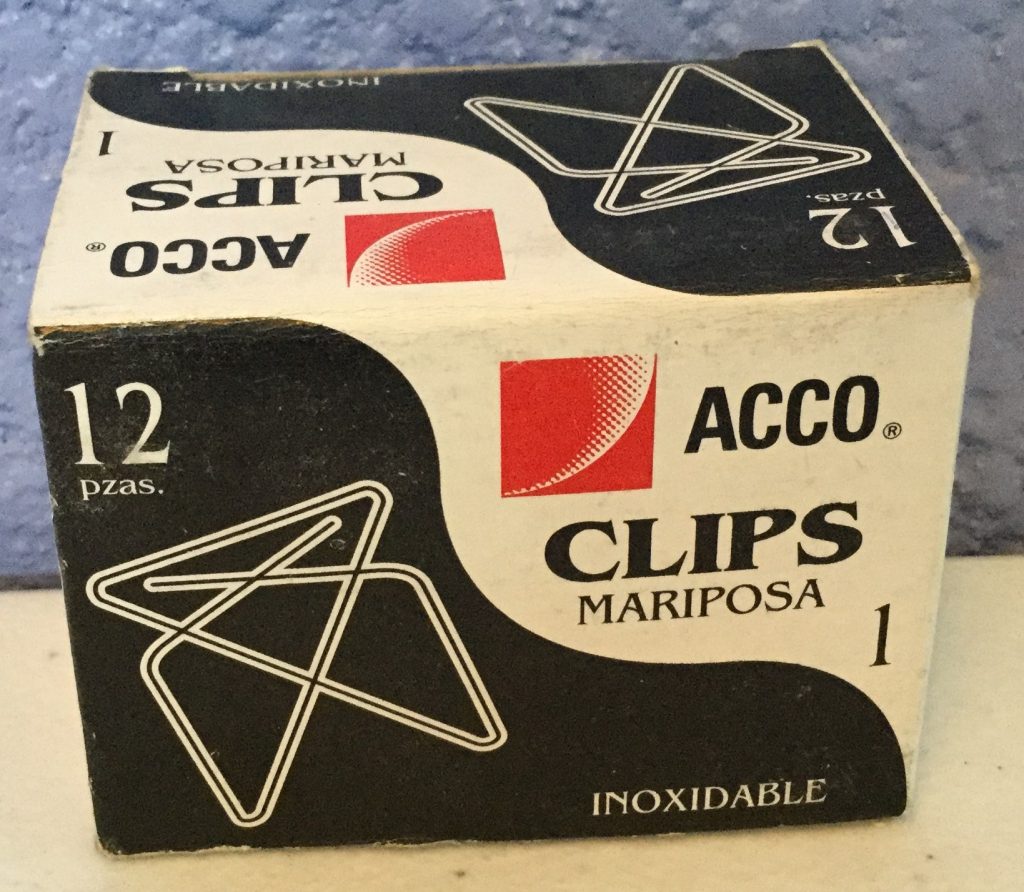 INOXIDABLE
1
MARIPOSA
CLIPS
ACCO®
12
pzas.
12
pzas.
ACCO®
CLIPS
MARIPOSA
1
INOXIDABLE